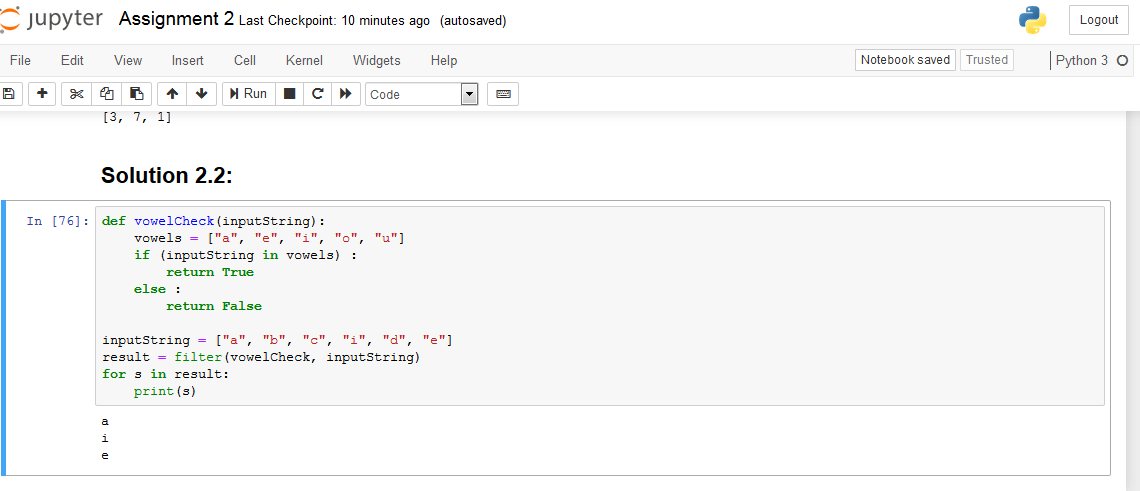 jupyter Assignment 2 Last Checkpoint: 10 minutes ago (autosaved) Logout
File Edit View Insert Cell Kernel Widgets Help Notebook saved Trusted Python 3
Run Code
[3, 7, 1]
Solution 2.2:
In [76]: def vowelCheck(inputString):
    vowels = ["a", "e", "i", "o", "u"]
    if (inputString in vowels) :
        return True
    else :
        return False
inputString = ["a", "b", "c", "i", "d", "e"]
result = filter(vowelCheck, inputString)
for s in result:
    print(s)
a
i
e